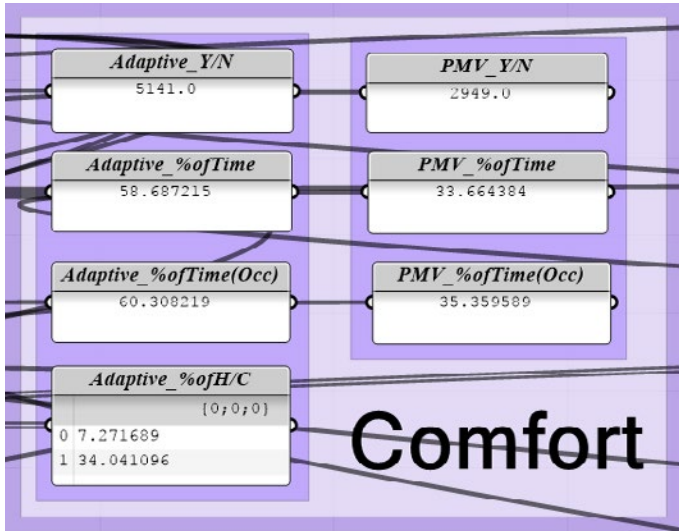 Adaptive_Y/N
5141.0
PMV_Y/N
2949.0
Adaptive_%ofTime
58.687215
PMV_%ofTime
33.664384
Adaptive_%ofTime(Occ)
60.308219
PMV_%ofTime(Occ)
35.359589
Adaptive_%ofH/C
{0;0;0}
0 7.271689
1 34.041096
Comfort